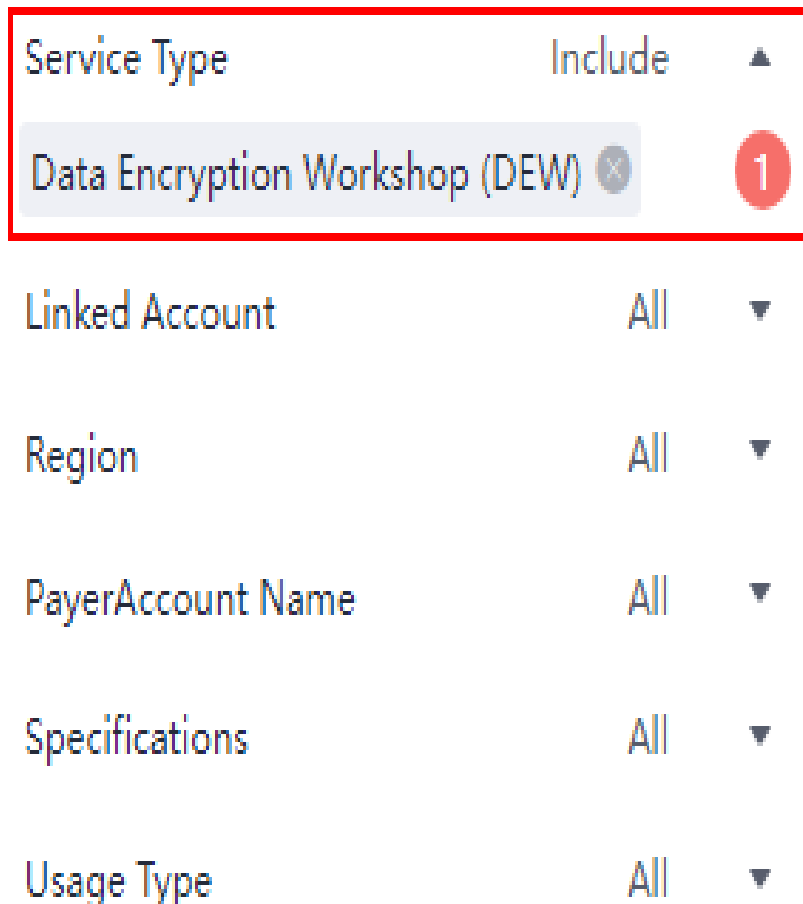 Service Type Include
Data Encryption Workshop (DEW) 1
Linked Account All
Region All
PayerAccount Name All
Specifications All
Usage Type All